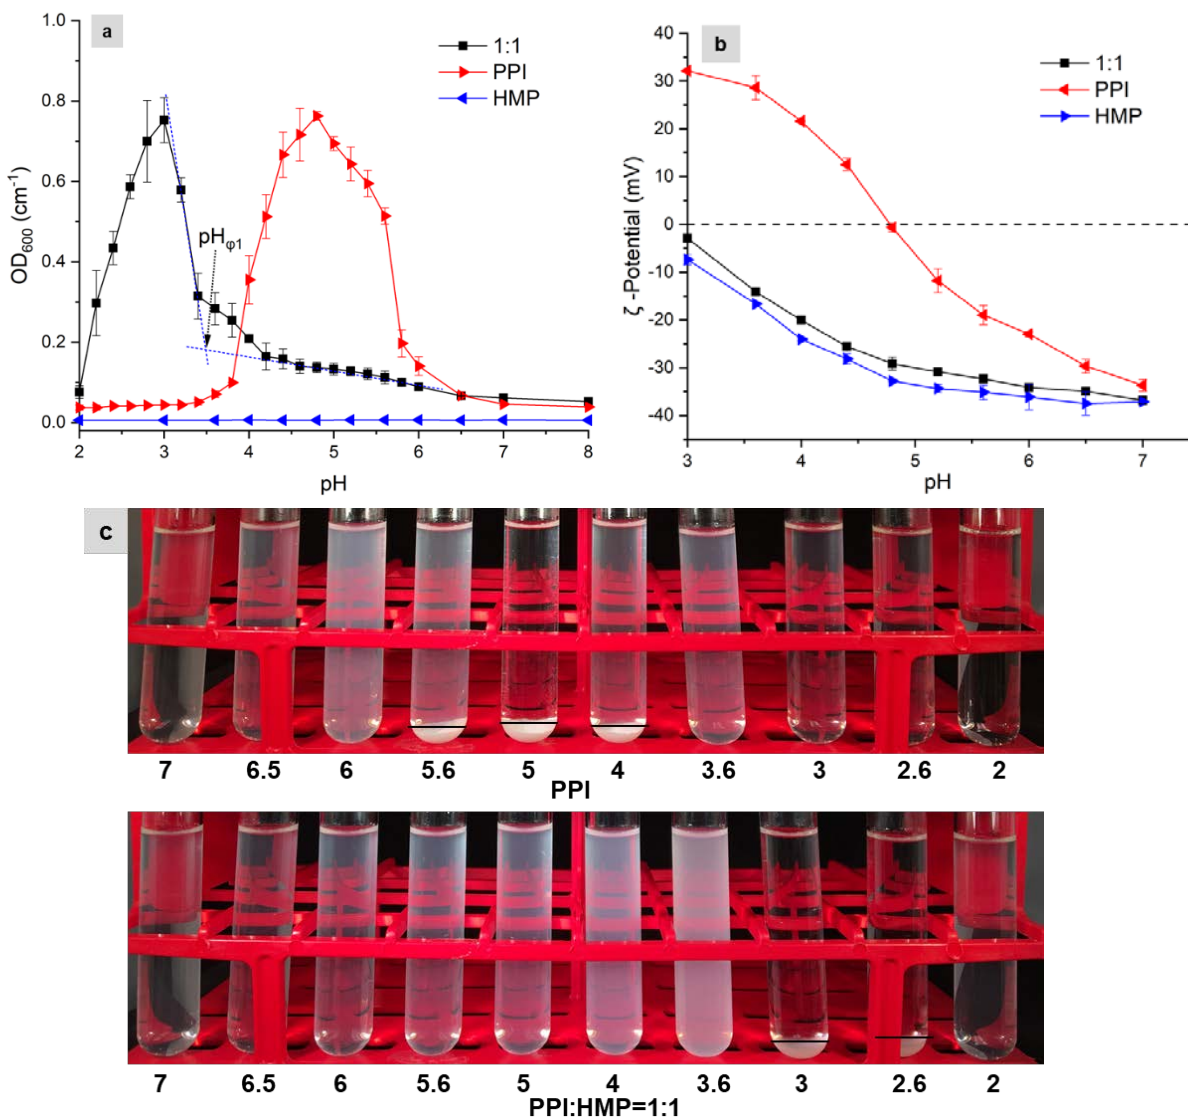 a
1:1
PPI
HMP
pHφ1
OD600 (cm-1)
1.0
0.8
0.6
0.4
0.2
0.0
2 3 4 5 6 7 8
pH
b
1:1
PPI
HMP
ζ -Potential (mV)
40
30
20
10
0
-10
-20
-30
-40
3 4 5 6 7
pH
c
7 6.5 6 5.6 5 4 3.6 3 2.6 2
PPI
7 6.5 6 5.6 5 4 3.6 3 2.6 2
PPI:HMP=1:1